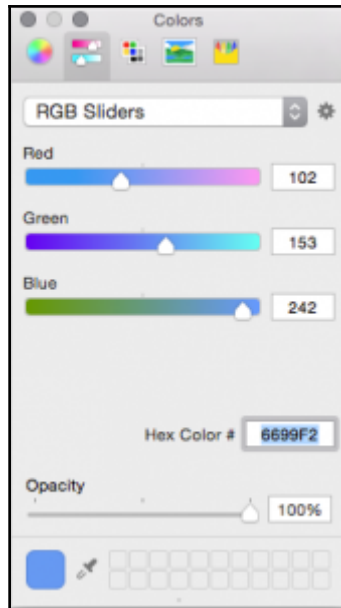 Colors
RGB Sliders
Red
102
Green
153
Blue
242
Hex Color # 6699F2
Opacity
100%